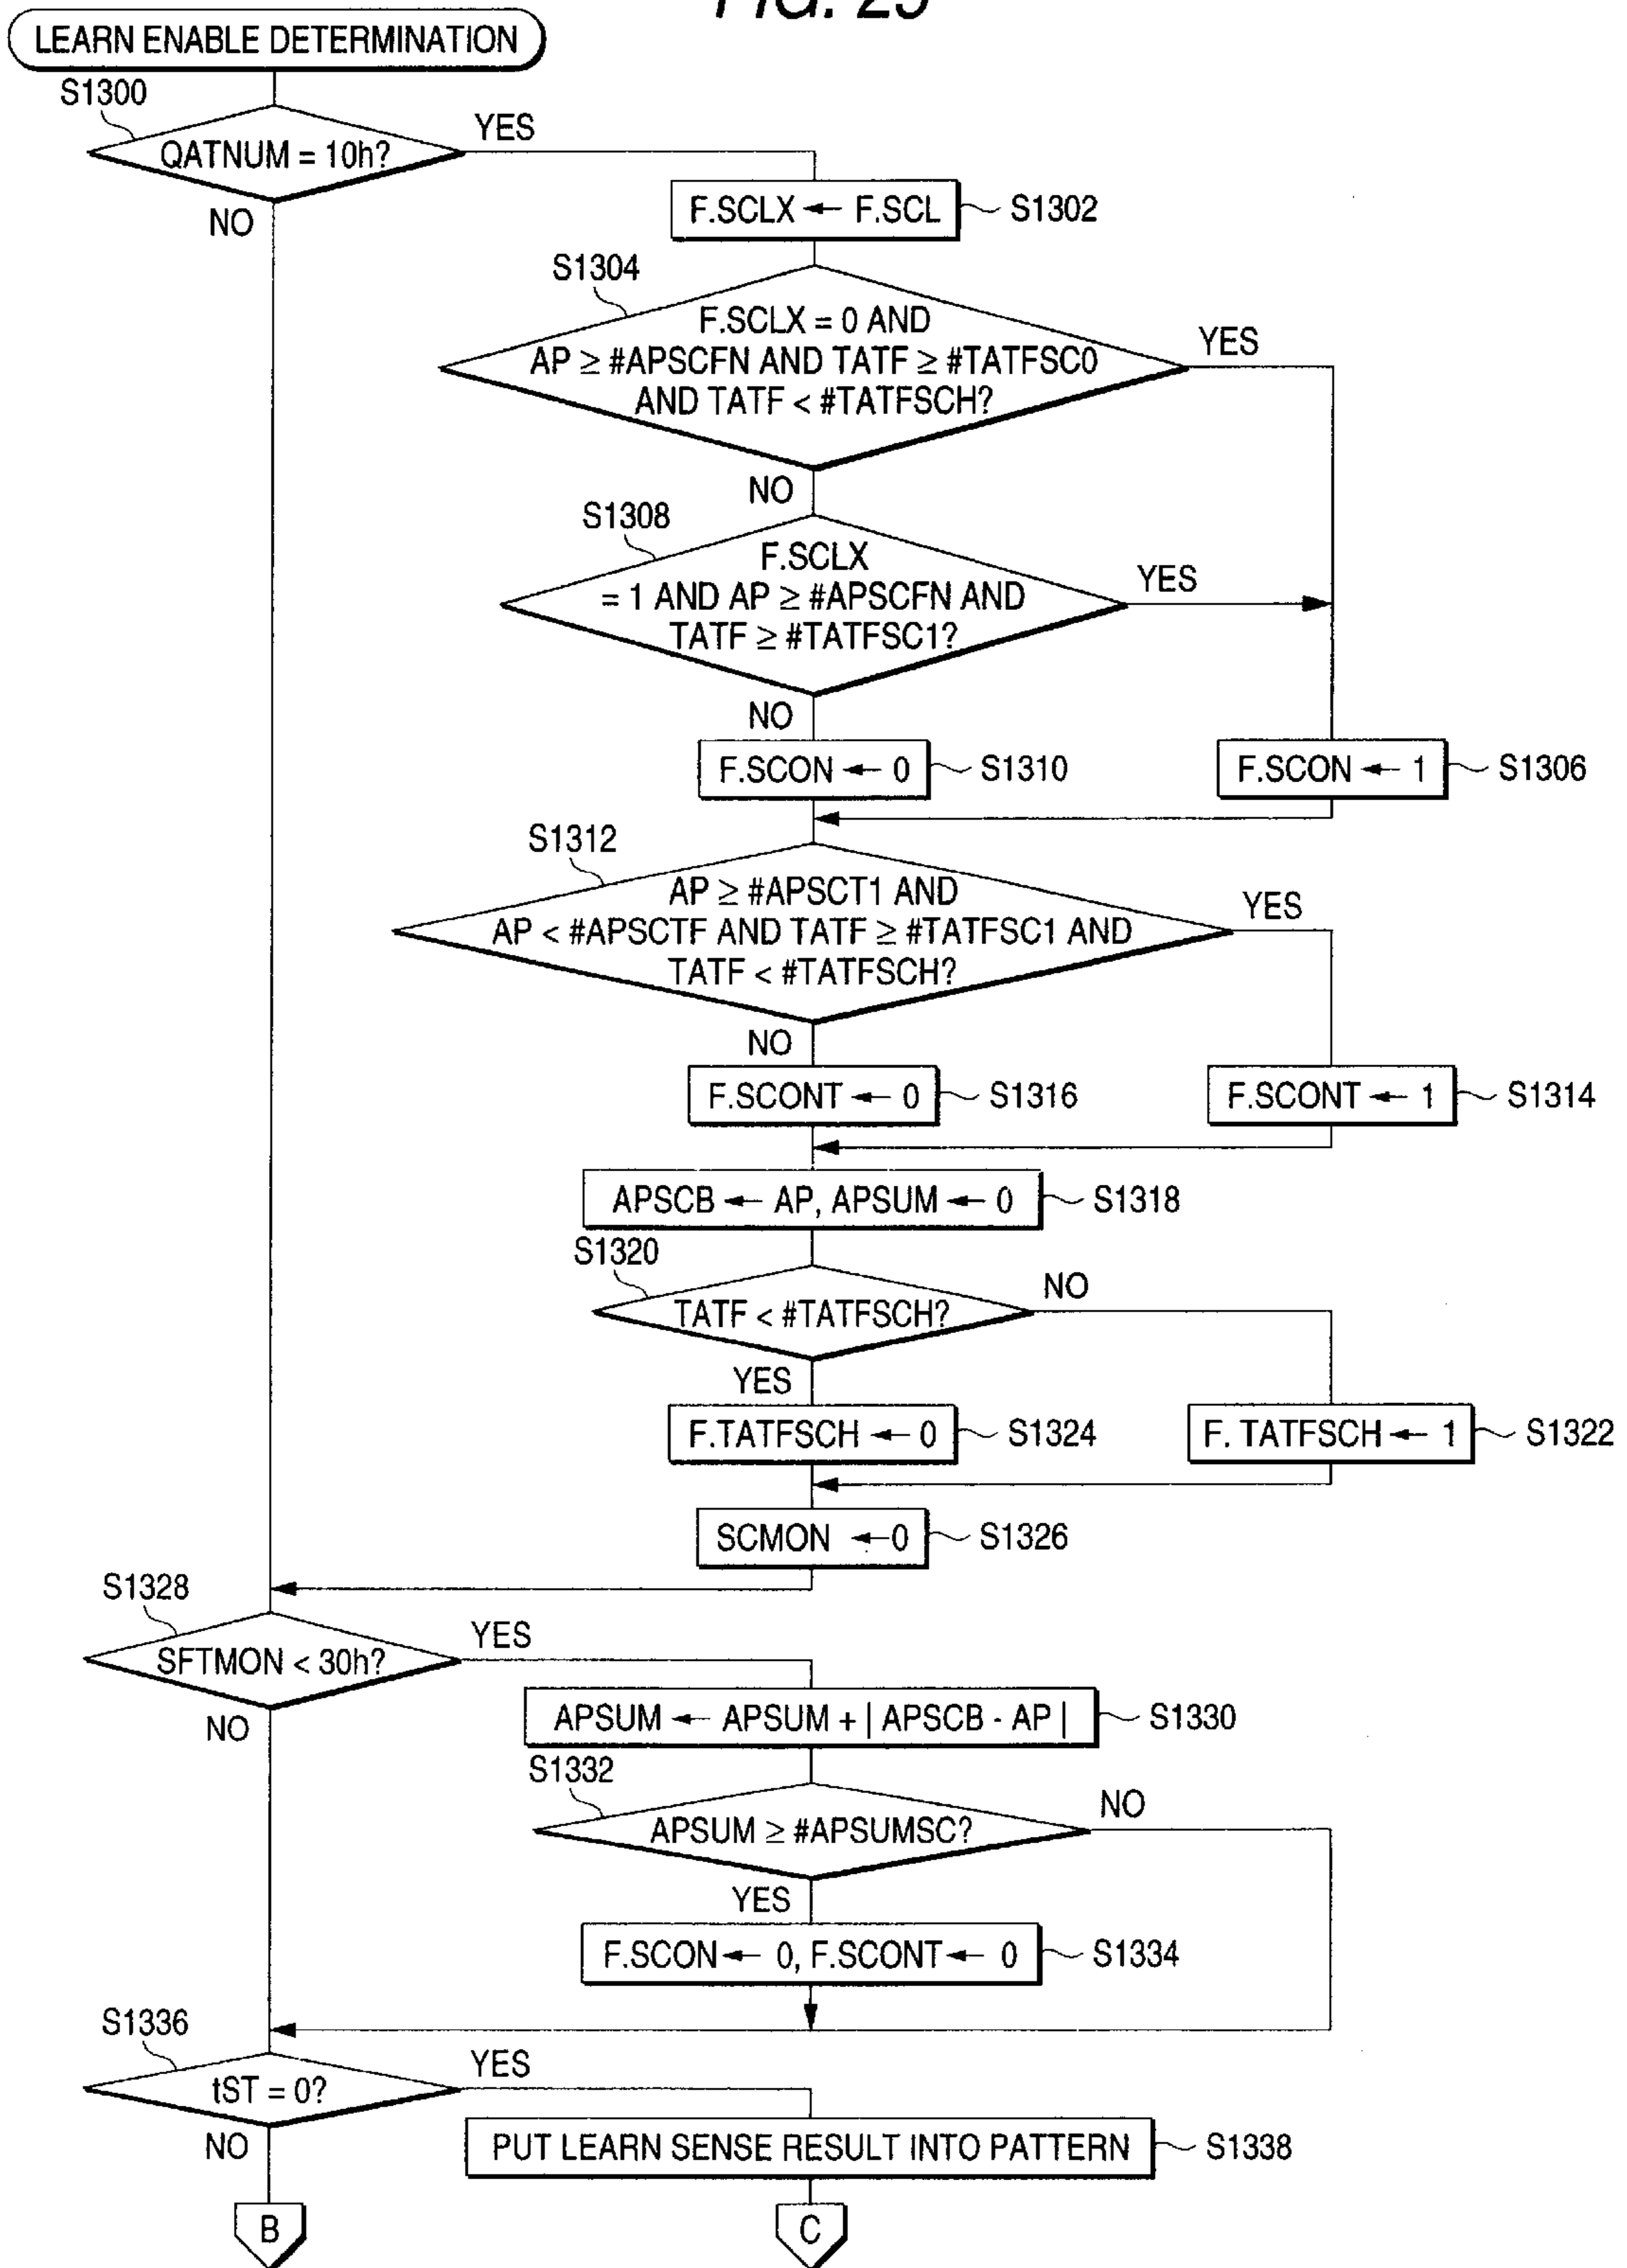 FIG. 25
LEARN ENABLE DETERMINATION
S1300
QATNUM = 10h?
YES
NO
F.SCLX ← F.SCL
S1302
S1304
F.SCLX = 0 AND
AP ≥ #APSCFN AND TATF ≥ #TATFSC0
AND TATF < #TATFSCH?
YES
NO
S1308
F.SCLX
= 1 AND AP ≥ #APSCFN AND
TATF ≥ #TATFSC1?
YES
NO
F.SCON ← 0
S1310
F.SCON ← 1
S1306
S1312
AP ≥ #APSCT1 AND
AP < #APSCTF AND TATF ≥ #TATFSC1 AND
TATF < #TATFSCH?
YES
NO
F.SCONT ← 0
S1316
F.SCONT ← 1
S1314
APSCB ← AP, APSUM ← 0
S1318
S1320
TATF < #TATFSCH?
NO
YES
F.TATFSCH ← 0
S1324
F. TATFSCH ← 1
S1322
SCMON ←0
S1326
S1328
SFTMON < 30h?
YES
NO
APSUM ← APSUM + | APSCB - AP |
S1330
S1332
APSUM ≥ #APSUMSC?
NO
YES
F.SCON← 0, F.SCONT← 0
S1334
S1336
tST = 0?
YES
NO
PUT LEARN SENSE RESULT INTO PATTERN
S1338
B
C